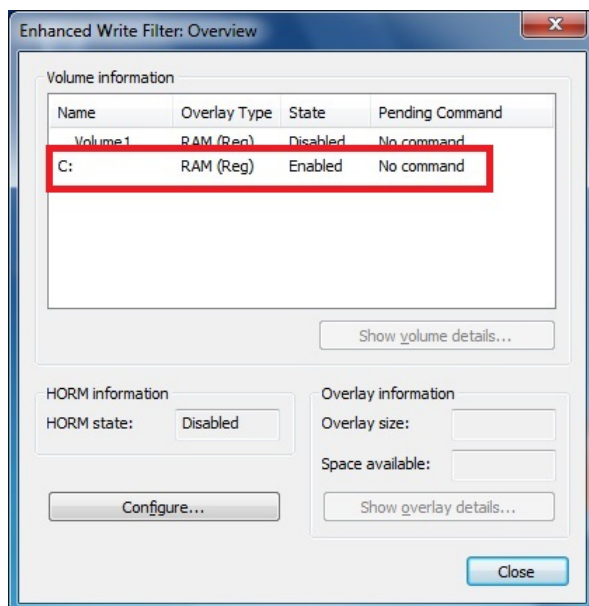 Enhanced Write Filter: Overview
Volume information
Name Overlay Type State Pending Command
Volume1 RAM (Reg) Disabled No command
C: RAM (Reg) Enabled No command
Show volume details...
HORM information
HORM state: Disabled
Overlay information
Overlay size:
Space available:
Configure...
Show overlay details...
Close